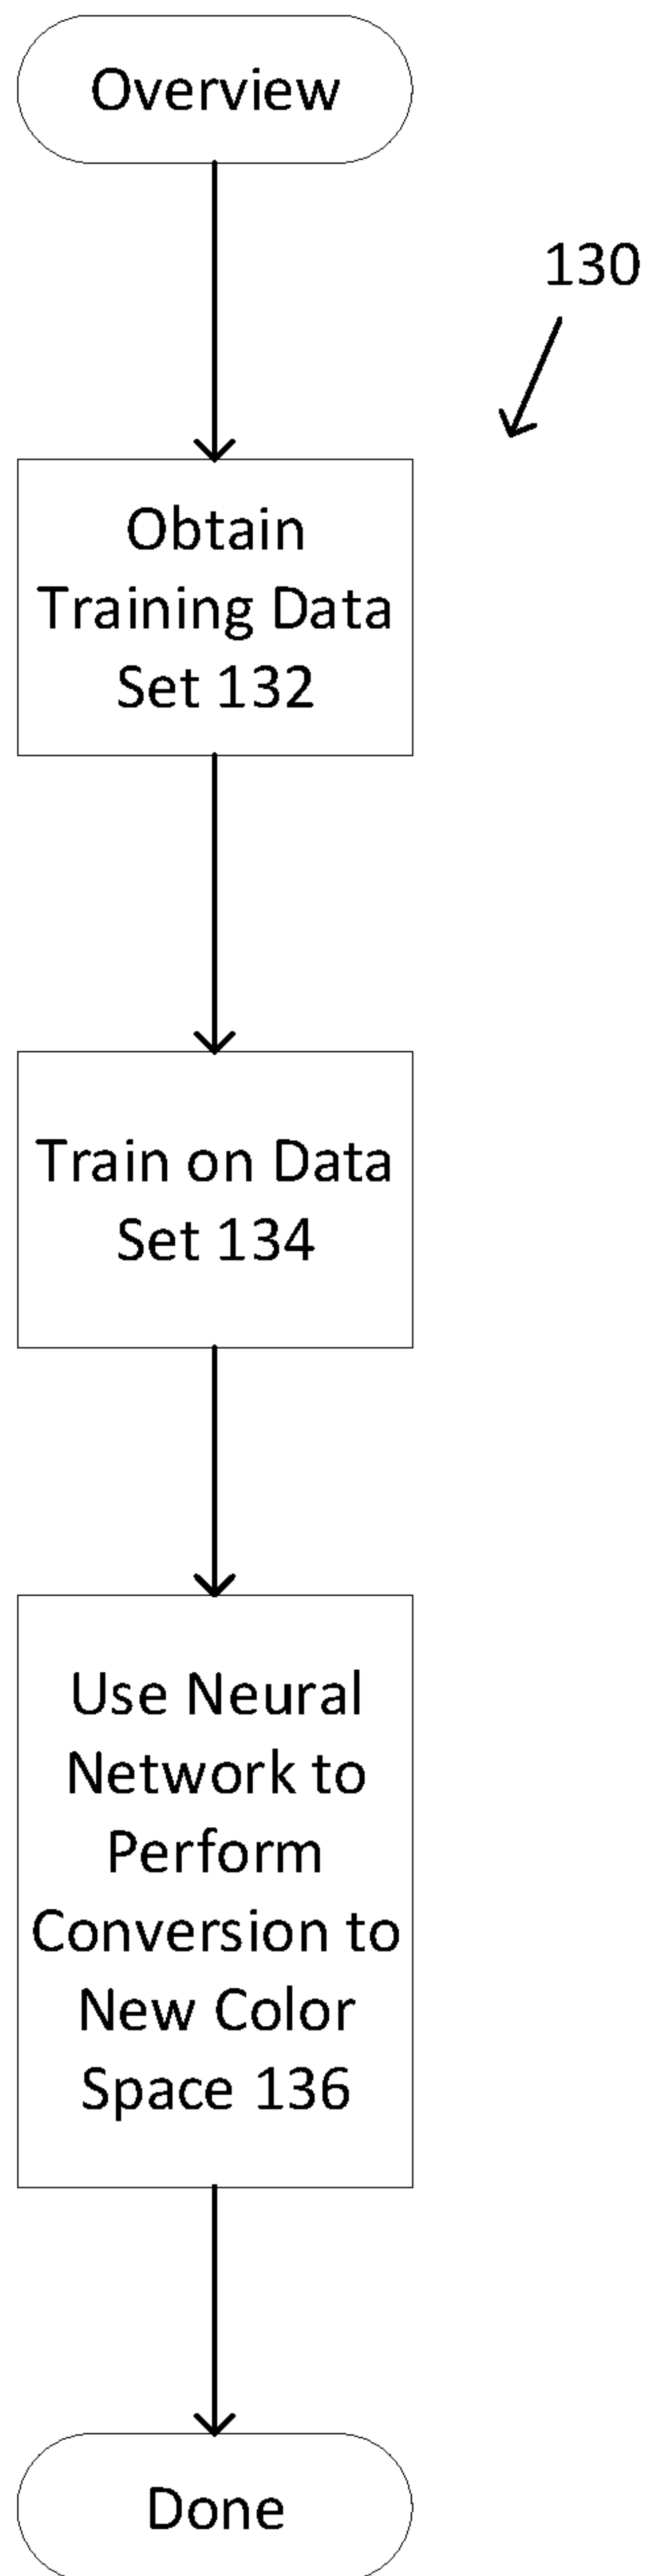 Overview
130
Obtain
Training Data
Set 132
Train on Data
Set 134
Use Neural
Network to
Perform
Conversion to
New Color
Space 136
Done